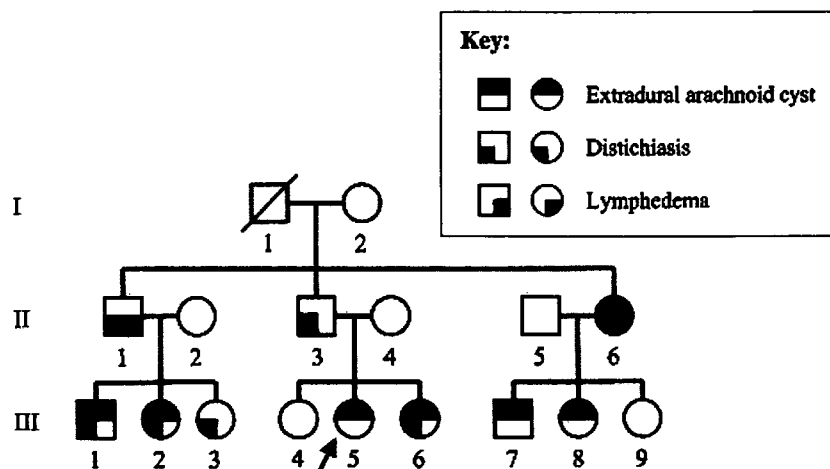 Key:
Extradural arachnoid cyst
Distichiasis
Lymphedema
I
1 2
II
1 2 3 4 5 6
III
1 2 3 4 5 6 7 8 9